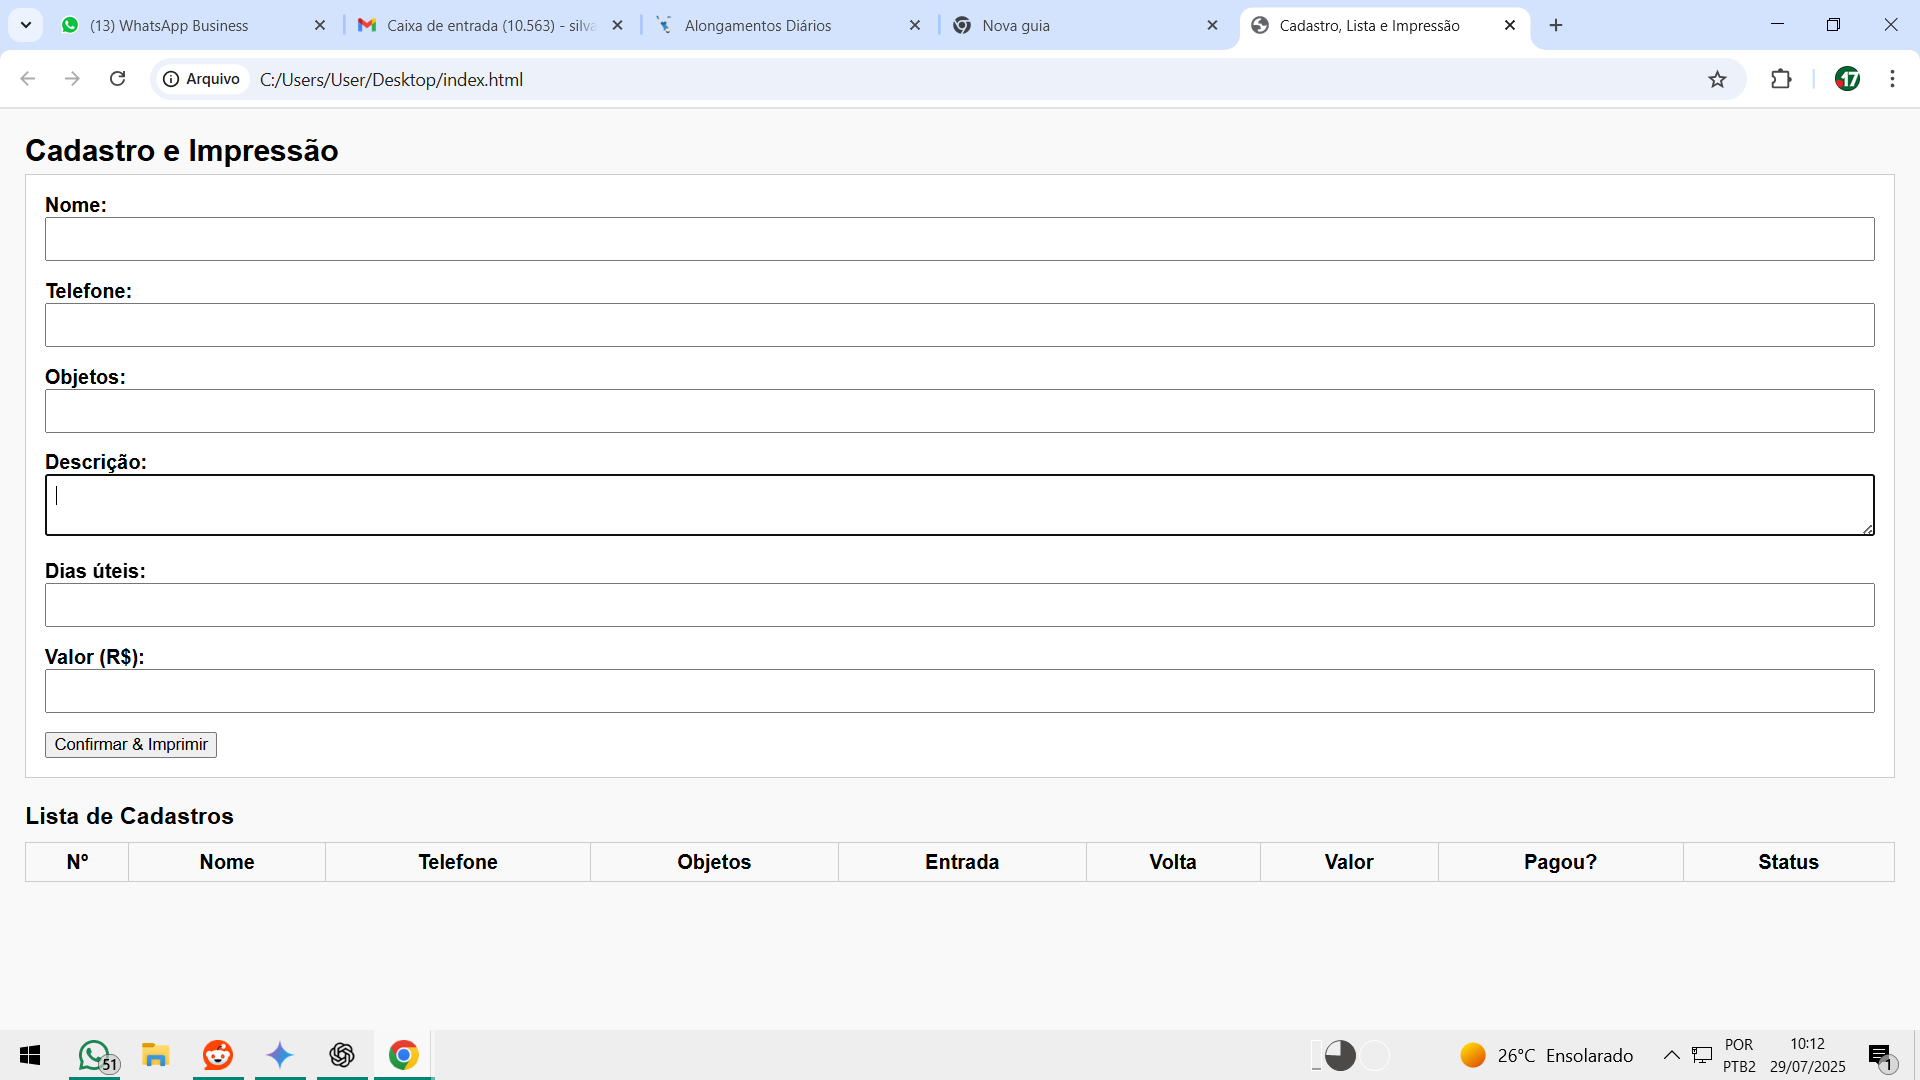 (13) WhatsApp Business
Caixa de entrada (10.563) - silva
Alongamentos Diários
Nova guia
Cadastro, Lista e Impressão
Arquivo
C:/Users/User/Desktop/index.html
17
Cadastro e Impressão
Nome:
Telefone:
Objetos:
Descrição:
Dias úteis:
Valor (R$):
Confirmar & Imprimir
Lista de Cadastros
Nº Nome Telefone Objetos Entrada Volta Valor Pagou? Status
51
26°C Ensolarado
POR
PTB2
10:12
29/07/2025
1